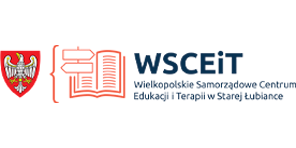 WSCEiT
Wielkopolskie Samorządowe Centrum
Edukacji i Terapii w Starej Łubiance